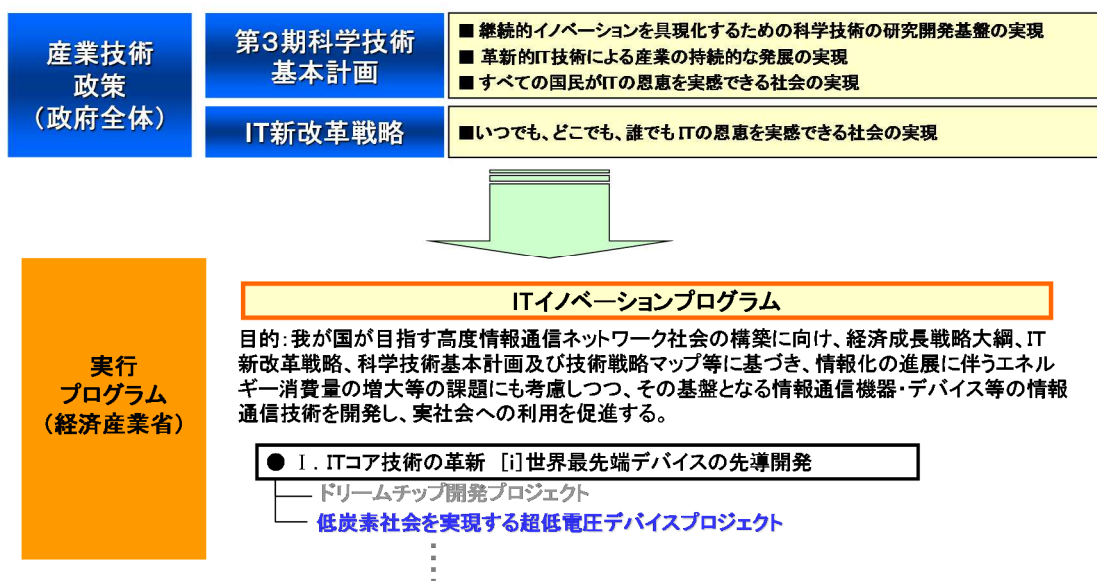 産業技術
政策
（政府全体）
第３期科学技術
基本計画
■ 継続的イノベーションを具現化するための科学技術の研究開発基盤の実現
■ 革新的IT技術による産業の持続的な発展の実現
■ すべての国民がITの恩恵を実感できる社会の実現
IT新改革戦略
■いつでも、どこでも、誰でもITの恩恵を実感できる社会の実現
実行
プログラム
（経済産業省）
ITイノベーションプログラム
目的：我が国が目指す高度情報通信ネットワーク社会の構築に向け、経済成長戦略大綱、IT
新改革戦略、科学技術基本計画及び技術戦略マップ等に基づき、情報化の進展に伴うエネル
ギー消費量の増大等の課題にも考慮しつつ、その基盤となる情報通信機器・デバイス等の情報
通信技術を開発し、実社会への利用を促進する。
● Ⅰ．ITコア技術の革新 [i]世界最先端デバイスの先導開発
ドリームチップ開発プロジェクト
低炭素社会を実現する超低電圧デバイスプロジェクト